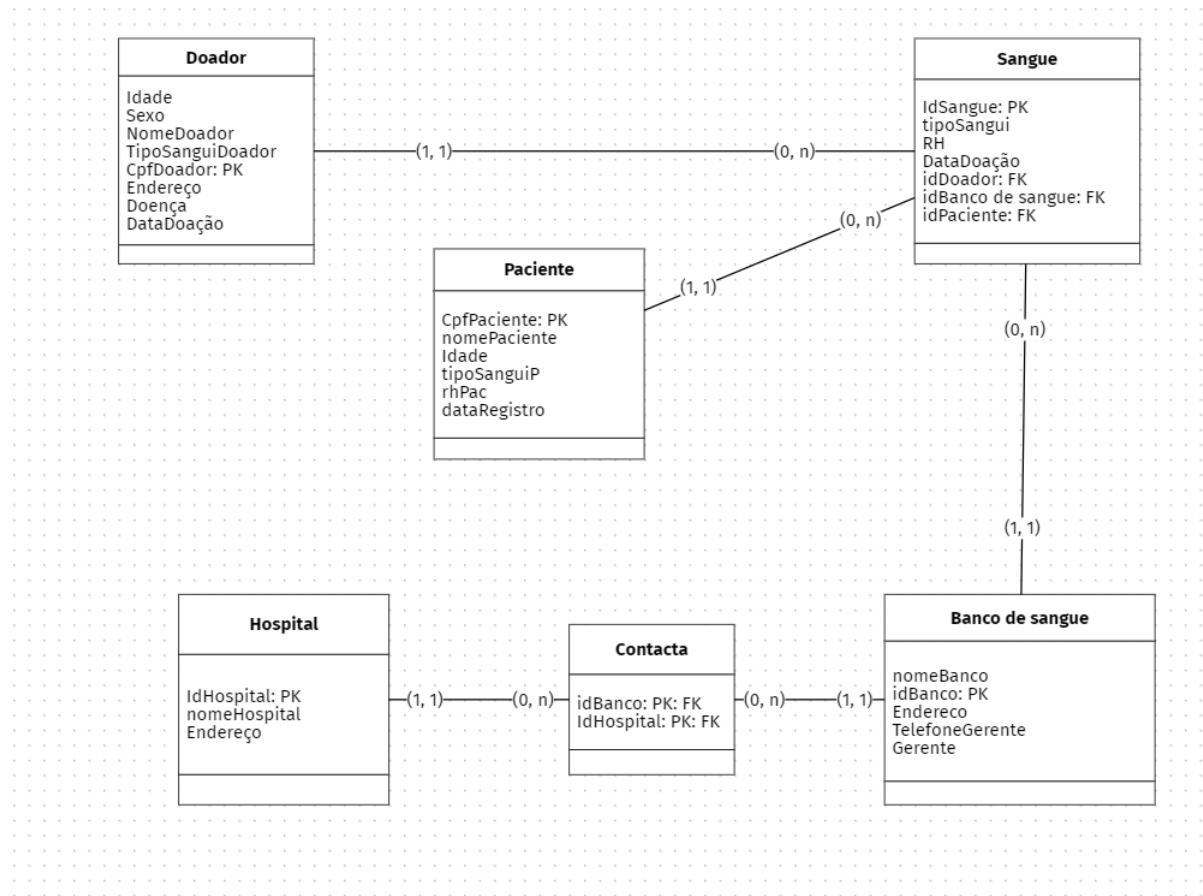 Doador
Idade
Sexo
NomeDoador
TipoSanguiDoador
CpfDoador: PK
Endereço
Doença
DataDoação
(1, 1)
(0, n)
Sangue
IdSangue: PK
tipoSangui
RH
DataDoação
idDoador: FK
idBanco de sangue: FK
idPaciente: FK
(0, n)
(1, 1)
Paciente
CpfPaciente: PK
nomePaciente
Idade
tipoSanguiP
rhPac
dataRegistro
(0, n)
(1, 1)
Hospital
IdHospital: PK
nomeHospital
Endereço
(1, 1)
(0, n)
Contacta
idBanco: PK: FK
IdHospital: PK: FK
(0, n)
(1, 1)
Banco de sangue
nomeBanco
idBanco: PK
Endereco
TelefoneGerente
Gerente